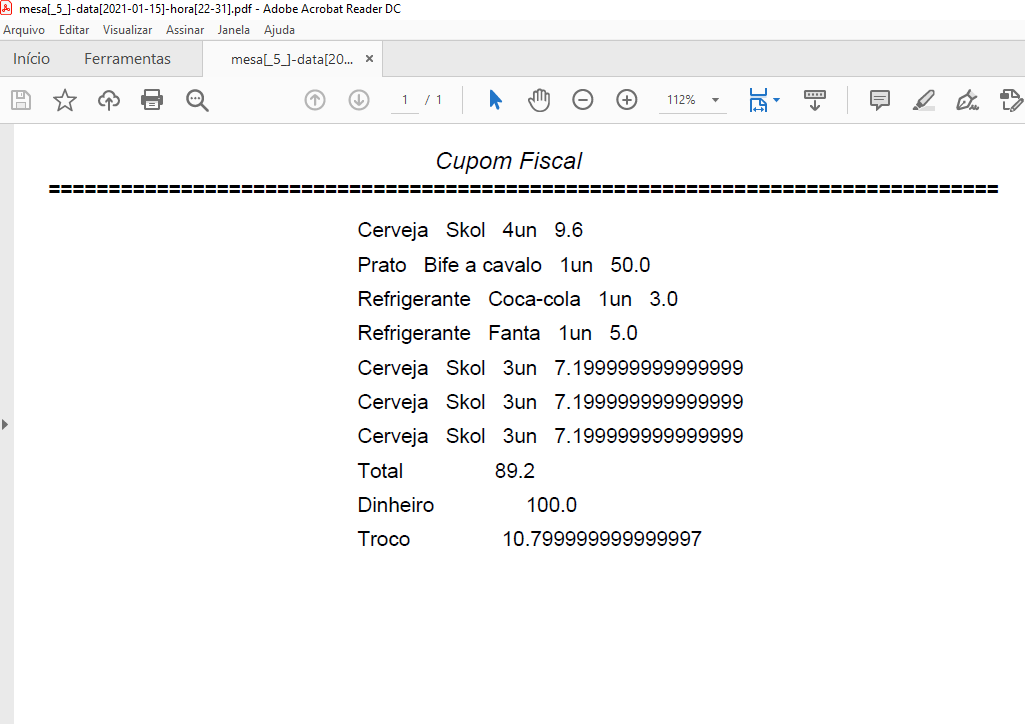 mesa[_5_]-data[2021-01-15]-hora[22-31].pdf - Adobe Acrobat Reader DC
Arquivo Editar Visualizar Assinar Janela Ajuda
Início Ferramentas mesa[_5_]-data[20... ×
1 / 1 112%
Cupom Fiscal
===============================================================================
Cerveja Skol 4un 9.6
Prato Bife a cavalo 1un 50.0
Refrigerante Coca-cola 1un 3.0
Refrigerante Fanta 1un 5.0
Cerveja Skol 3un 7.199999999999999
Cerveja Skol 3un 7.199999999999999
Cerveja Skol 3un 7.199999999999999
Total 89.2
Dinheiro 100.0
Troco 10.799999999999997